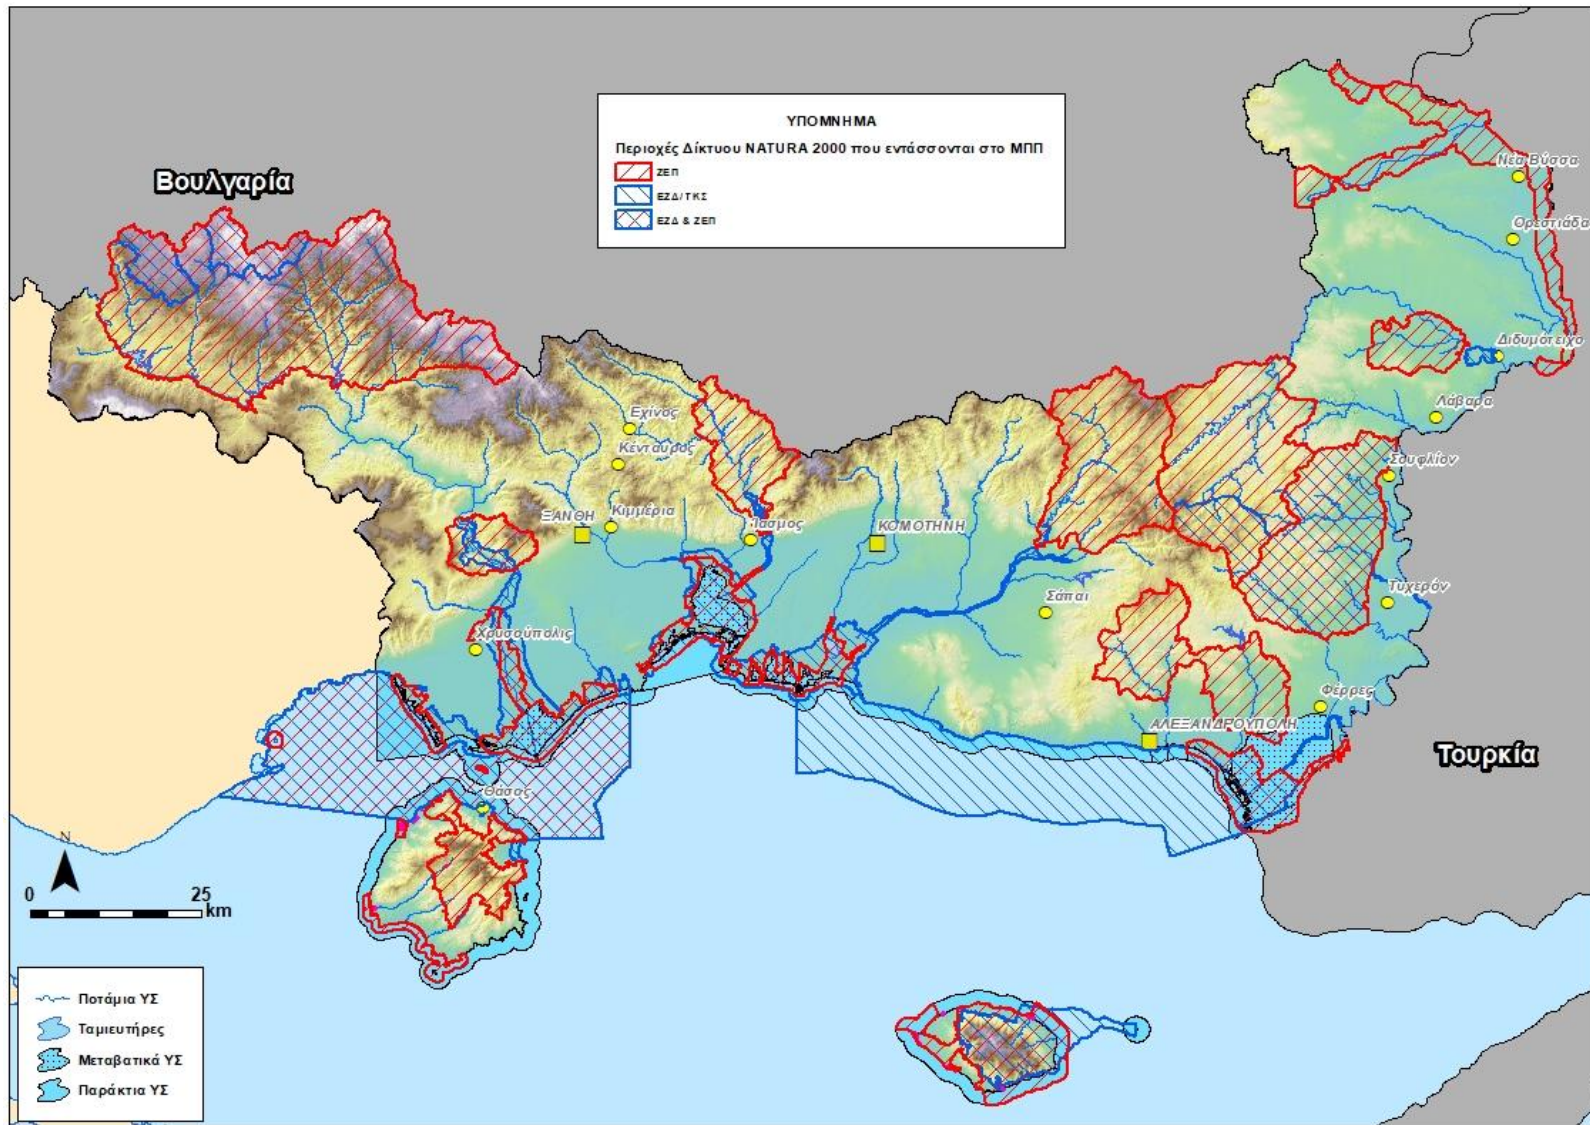 ΥΠΟΜΝΗΜΑ
Περιοχές Δίκτυου NATURA 2000 που εντάσσονται στο ΜΠΠ
ΖΕΠ
ΕΖΔ/ΤΚΣ
ΕΖΔ & ΖΕΠ
Βουλγαρία
Νέα Βύσσα
Ορεστιάδα
Διδυμότειχο
Λάβαρα
Σουφλίον
Εχίνος
Κένταυρος
ΞΑΝΘΗ
Κιμμέρια
Ίασμος
ΚΟΜΟΤΗΝΗ
Τυχερόν
Σάπαι
Χρυσούπολις
Φέρρες
ΑΛΕΞΑΝΔΡΟΥΠΟΛΗ
Τουρκία
Θάσος
N
0 25
km
Ποτάμια ΥΣ
Ταμιευτήρες
Μεταβατικά ΥΣ
Παράκτια ΥΣ